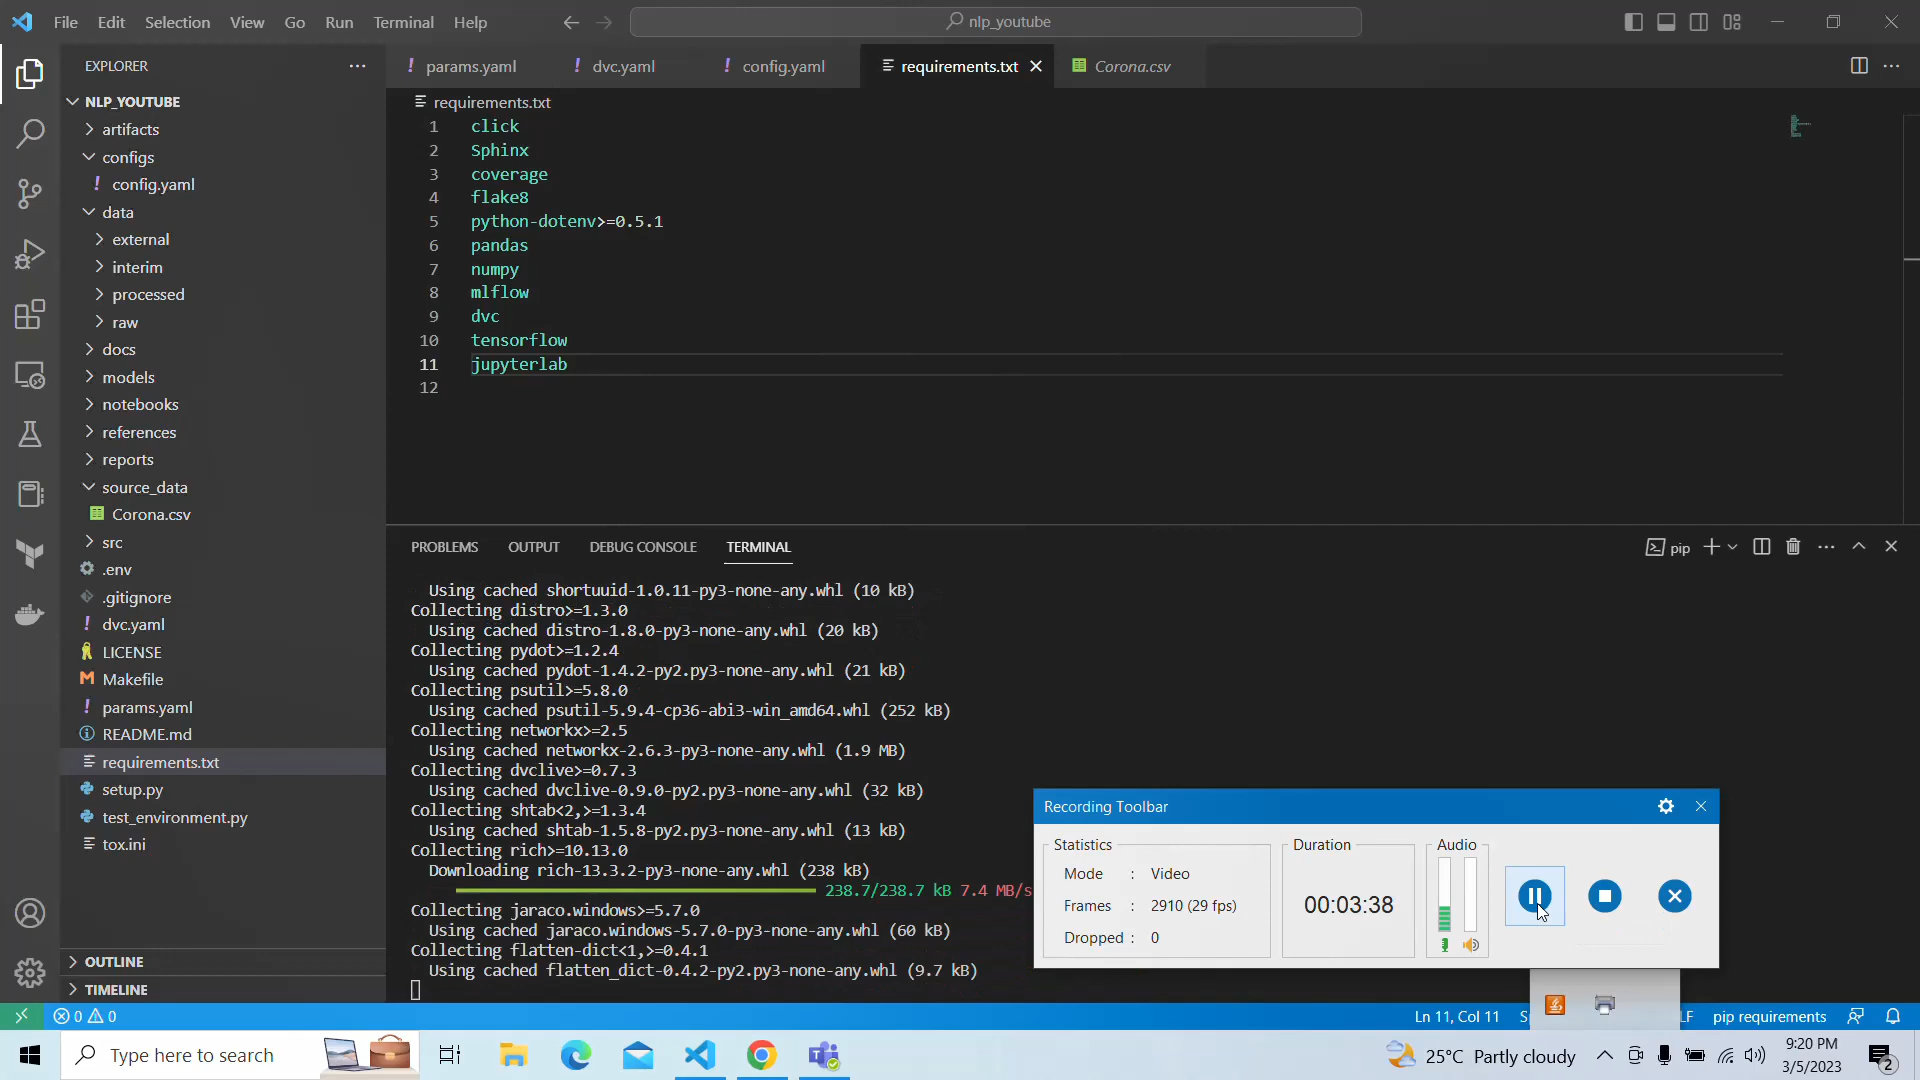 File Edit Selection View Go Run Terminal Help
nlp_youtube
EXPLORER
params.yaml
dvc.yaml
config.yaml
requirements.txt
Corona.csv
NLP_YOUTUBE
artifacts
configs
config.yaml
data
external
interim
processed
raw
docs
models
notebooks
references
reports
source_data
Corona.csv
src
.env
.gitignore
dvc.yaml
LICENSE
Makefile
params.yaml
README.md
requirements.txt
setup.py
test_environment.py
tox.ini
OUTLINE
TIMELINE
requirements.txt
1 click
2 Sphinx
3 coverage
4 flake8
5 python-dotenv>=0.5.1
6 pandas
7 numpy
8 mlflow
9 dvc
10 tensorflow
11 jupyterlab
12
PROBLEMS OUTPUT DEBUG CONSOLE TERMINAL
pip
Using cached shortuuid-1.0.11-py3-none-any.whl (10 kB)
Collecting distro>=1.3.0
Using cached distro-1.8.0-py3-none-any.whl (20 kB)
Collecting pydot>=1.2.4
Using cached pydot-1.4.2-py2.py3-none-any.whl (21 kB)
Collecting psutil>=5.8.0
Using cached psutil-5.9.4-cp36-abi3-win_amd64.whl (252 kB)
Collecting networkx>=2.5
Using cached networkx-2.6.3-py3-none-any.whl (1.9 MB)
Collecting dvclive>=0.7.3
Using cached dvclive-0.9.0-py2.py3-none-any.whl (32 kB)
Collecting shtab<2,>=1.3.4
Using cached shtab-1.5.8-py2.py3-none-any.whl (13 kB)
Collecting rich>=10.13.0
Downloading rich-13.3.2-py3-none-any.whl (238 kB)
238.7/238.7 kB 7.4 MB/s
Collecting jaraco.windows>=5.7.0
Using cached jaraco.windows-5.7.0-py3-none-any.whl (60 kB)
Collecting flatten-dict<1,>=0.4.1
Using cached flatten_dict-0.4.2-py2.py3-none-any.whl (9.7 kB)
Recording Toolbar
Statistics
Mode : Video
Frames : 2910 (29 fps)
Dropped : 0
Duration
00:03:38
Audio
0 0
Ln 11, Col 11
pip requirements
Type here to search
25°C Partly cloudy
9:20 PM
3/5/2023
2